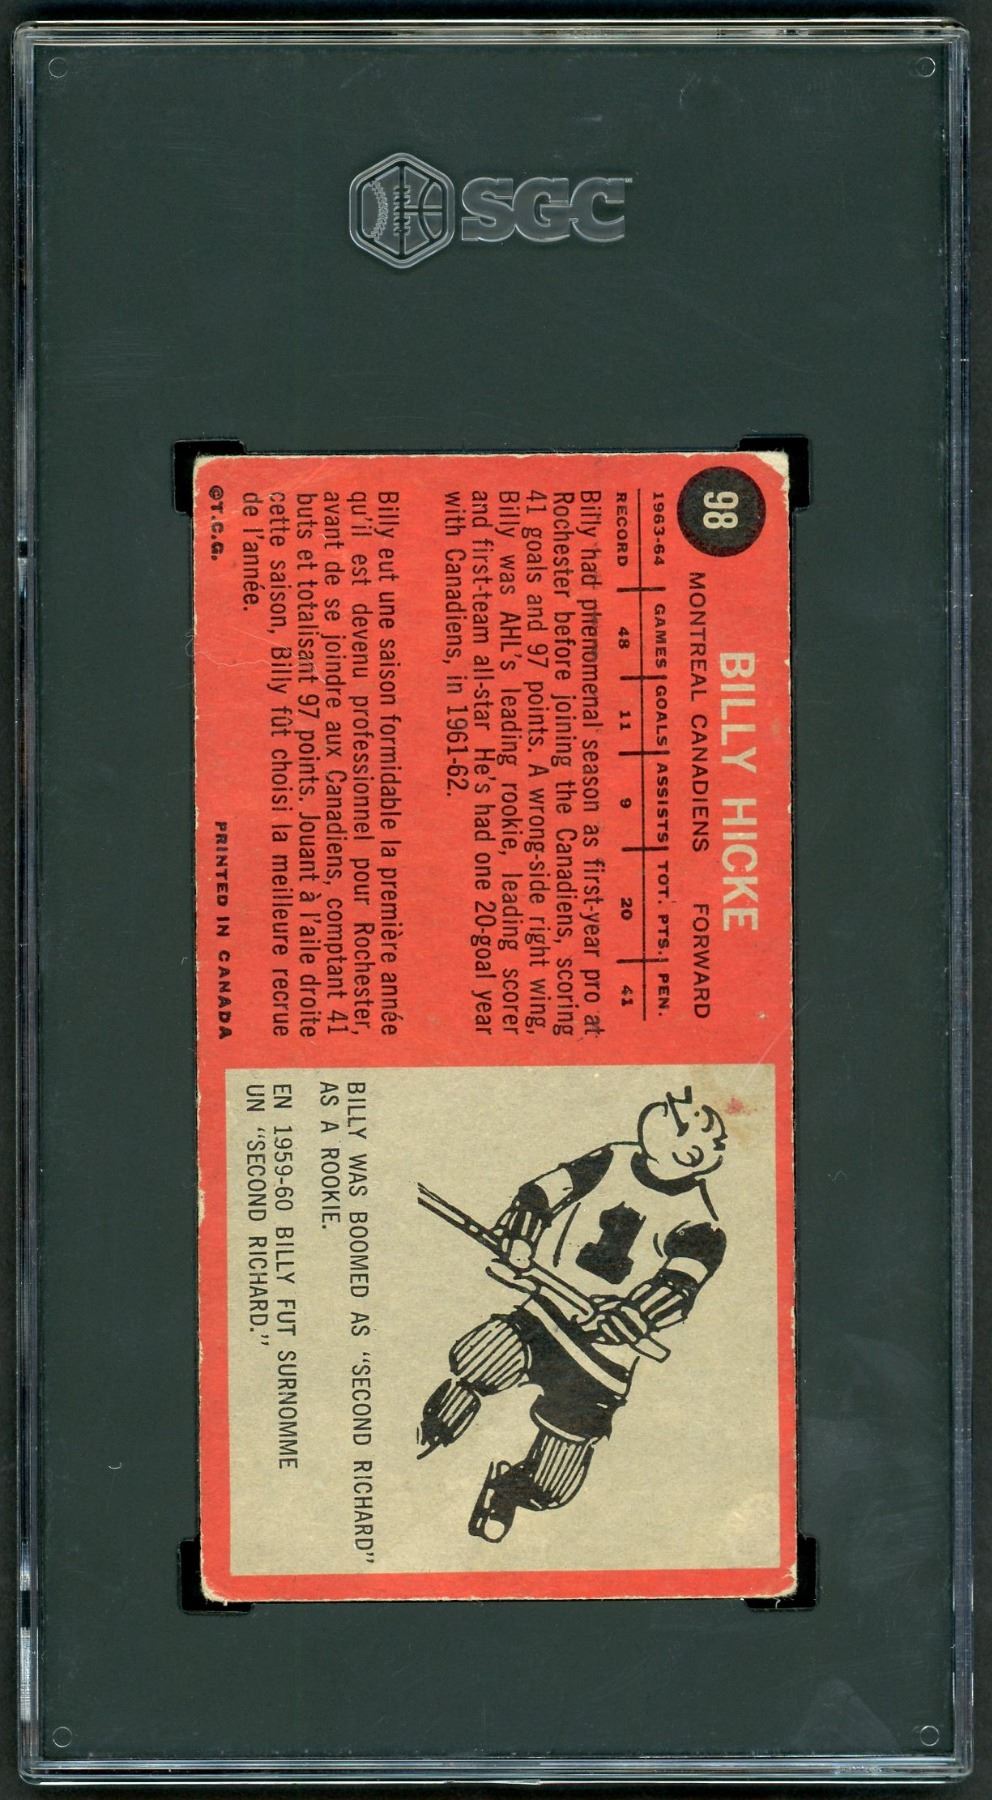 SGC
98
BILLY HICKE
MONTREAL CANADIENS FORWARD
1963-64 GAMES GOALS ASSISTS TOT. PTS. PEN.
RECORD 48 11 9 20 41
Billy had phenomenal season as first-year pro at
Rochester before joining the Canadiens, scoring
41 goals and 97 points. A wrong-side right wing,
Billy was AHL's leading rookie, leading scorer
and first-team all-star He's had one 20-goal year
with Canadiens, in 1961-62.
Billy eut une saison formidable la première année
qu'il est devenu professionnel pour Rochester,
avant de se joindre aux Canadiens, comptant 41
buts et totalisant 97 points. Jouant à l'aile droite
cette saison, Billy fût choisi la meilleure recrue
de l'année.
©T.C.G. PRINTED IN CANADA
BILLY WAS BOOMED AS "SECOND RICHARD"
AS A ROOKIE.
EN 1959-60 BILLY FUT SURNOMME
UN "SECOND RICHARD."